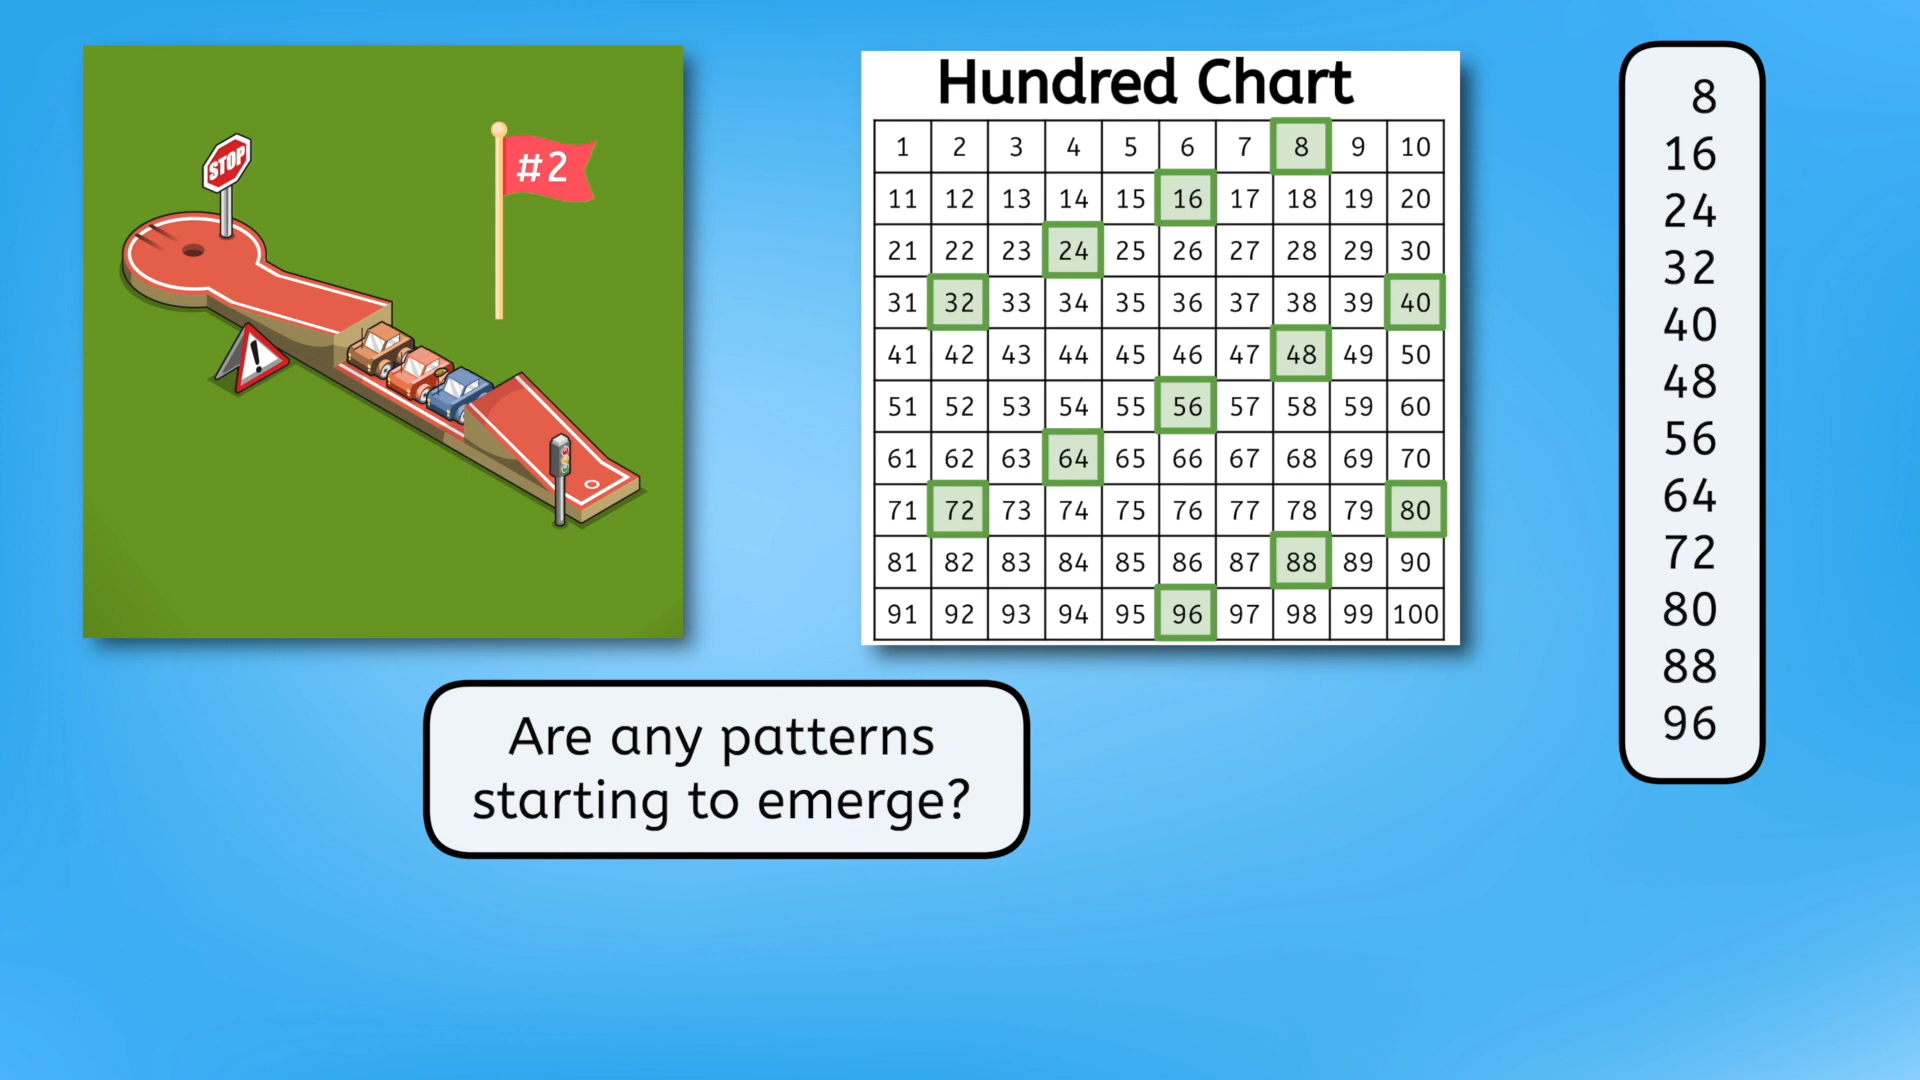 STOP
#2
!
Hundred Chart
1 2 3 4 5 6 7 8 9 10
11 12 13 14 15 16 17 18 19 20
21 22 23 24 25 26 27 28 29 30
31 32 33 34 35 36 37 38 39 40
41 42 43 44 45 46 47 48 49 50
51 52 53 54 55 56 57 58 59 60
61 62 63 64 65 66 67 68 69 70
71 72 73 74 75 76 77 78 79 80
81 82 83 84 85 86 87 88 89 90
91 92 93 94 95 96 97 98 99 100
8
16
24
32
40
48
56
64
72
80
88
96
Are any patterns
starting to emerge?